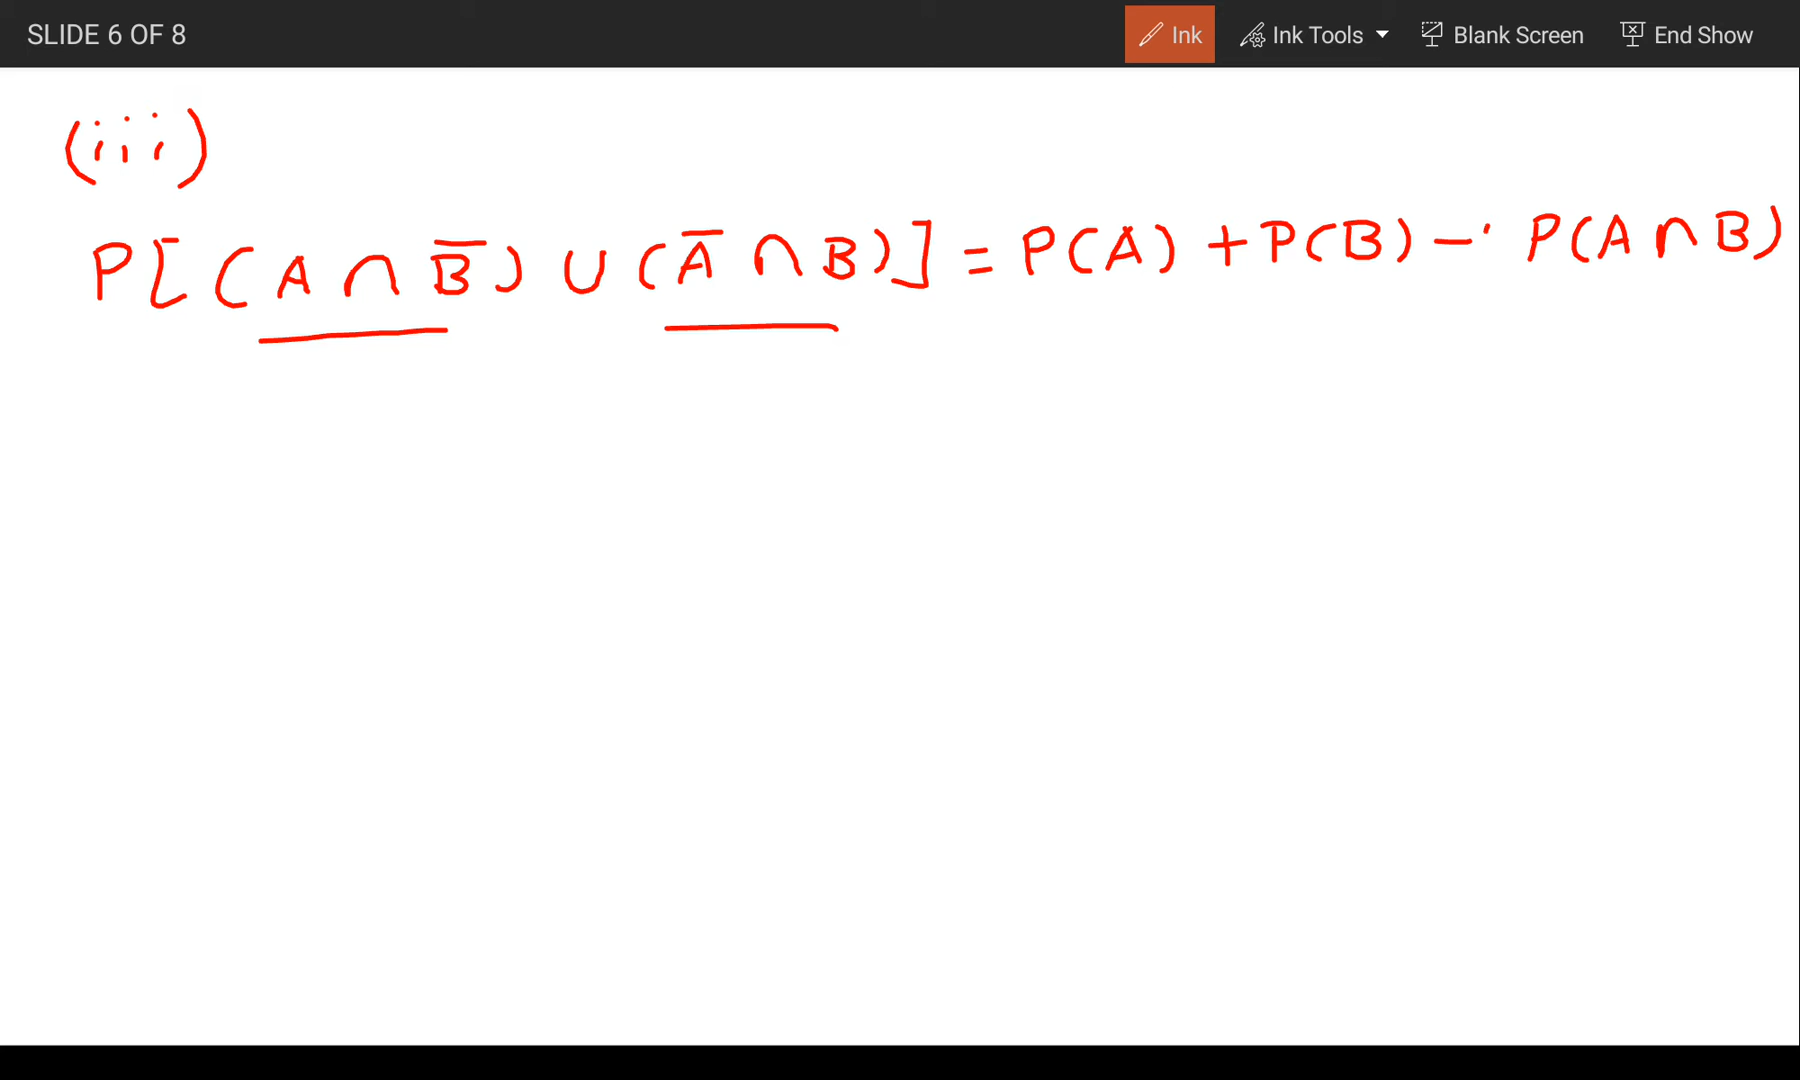 SLIDE 6 OF 8 Ink Ink Tools Blank Screen End Show
(iii)
P[(A∩B̅)∪(A̅∩B)] = P(A) + P(B) - P(A∩B)